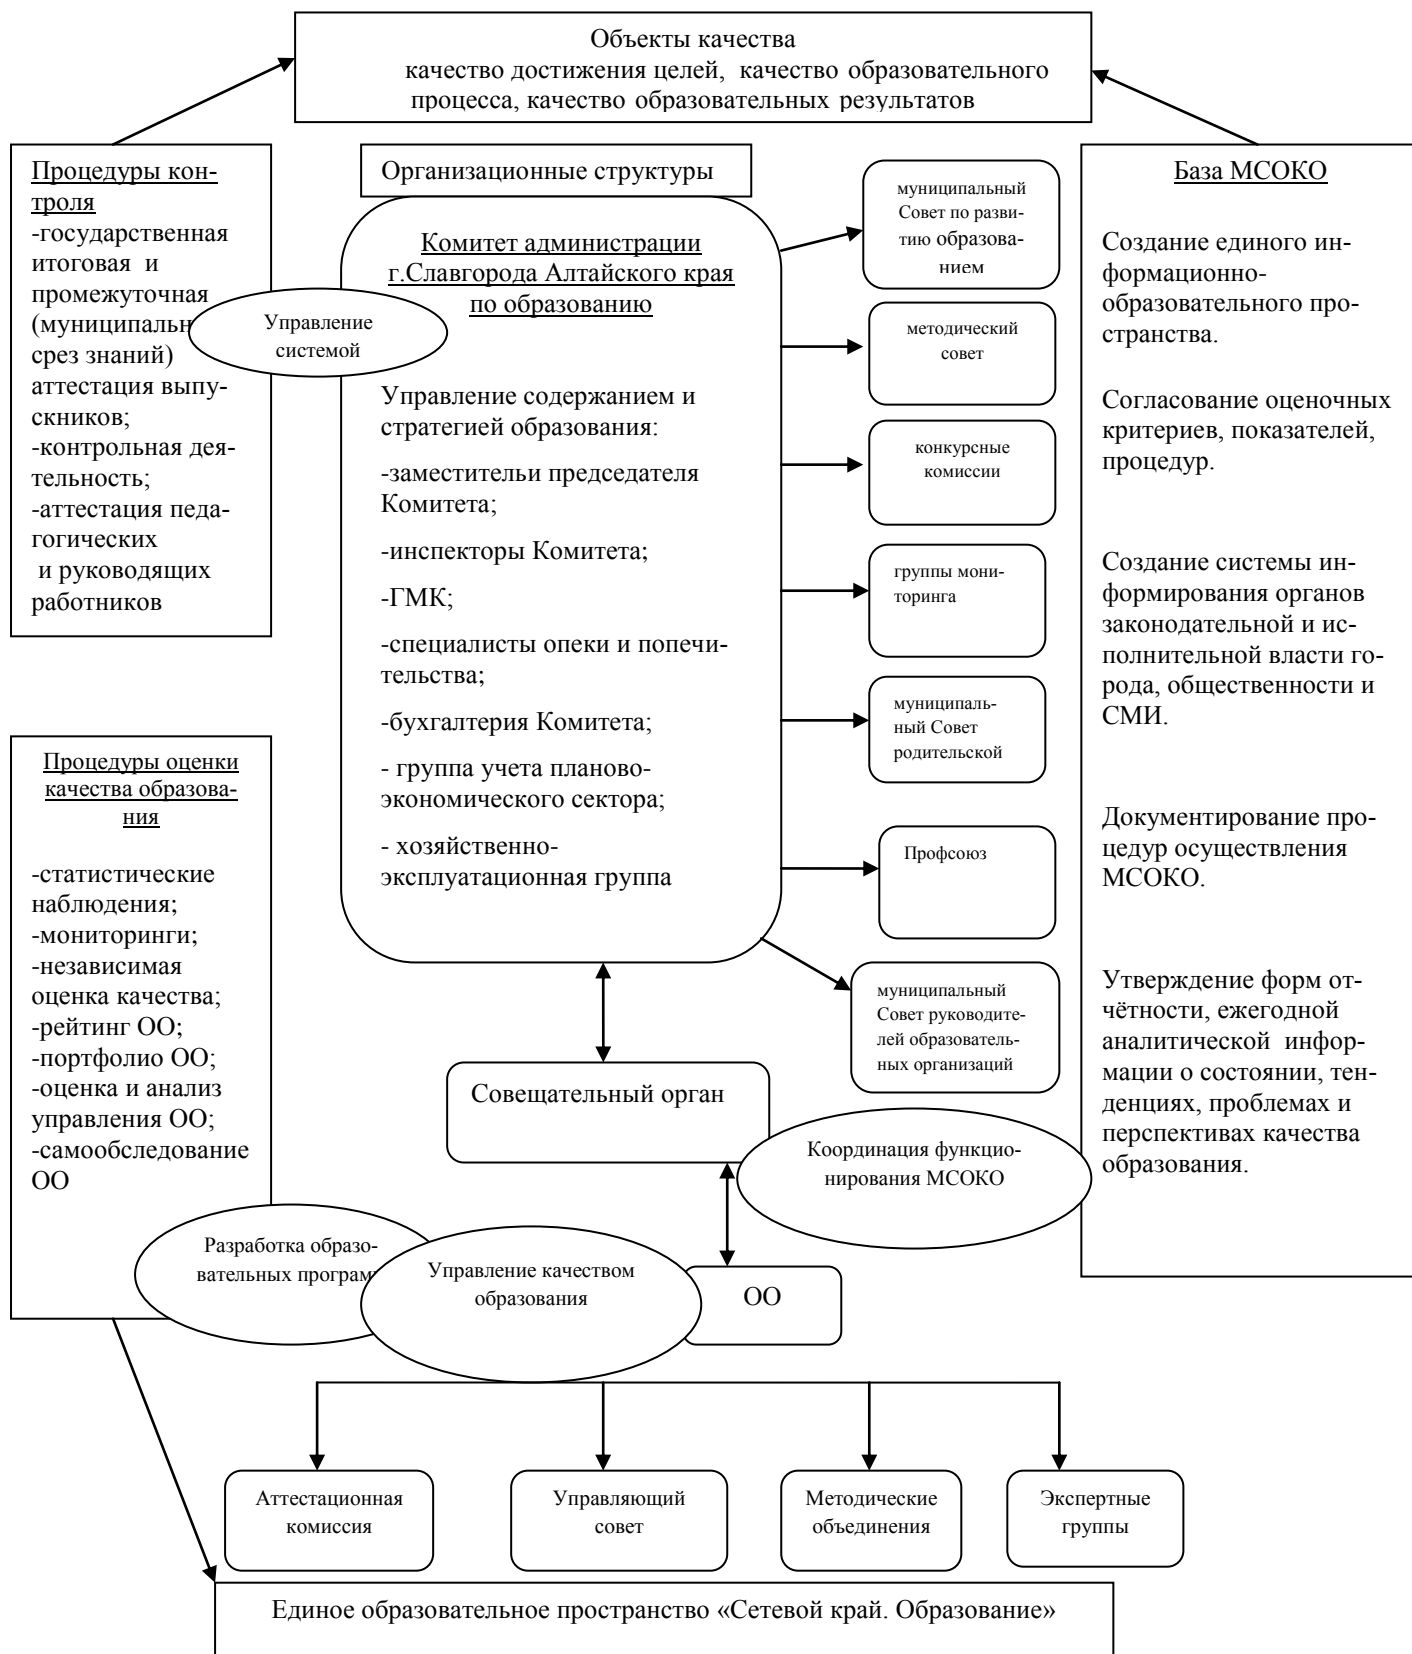 Объекты качества
качество достижения целей, качество образовательного
процесса, качество образовательных результатов
Процедуры кон-
троля
-государственная
итоговая и
промежуточная
(муниципальн
срез знаний)
аттестация выпу-
скников;
-контрольная дея-
тельность;
-аттестация педа-
гогических
и руководящих
работников
Управление
системой
Организационные структуры
Комитет администрации
г.Славгорода Алтайского края
по образованию
Управление содержанием и
стратегией образования:
-заместительи председателя
Комитета;
-инспекторы Комитета;
-ГМК;
-специалисты опеки и попечи-
тельства;
-бухгалтерия Комитета;
- группа учета планово-
экономического сектора;
- хозяйственно-
эксплуатационная группа
муниципальный
Совет по разви-
тию образова-
нием
методический
совет
конкурсные
комиссии
группы мони-
торинга
муниципаль-
ный Совет
родительской
Профсоюз
муниципальный
Совет руководите-
лей образователь-
ных организаций
База МСОКО
Создание единого ин-
формационно-
образовательного про-
странства.
Согласование оценочных
критериев, показателей,
процедур.
Создание системы ин-
формирования органов
законодательной и ис-
полнительной власти го-
рода, общественности и
СМИ.
Документирование про-
цедур осуществления
МСОКО.
Утверждение форм от-
чётности, ежегодной
аналитической инфор-
мации о состоянии, тен-
денциях, проблемах и
перспективах качества
образования.
Процедуры оценки
качества образова-
ния
-статистические
наблюдения;
-мониторинги;
-независимая
оценка качества;
-рейтинг ОО;
-портфолио ОО;
-оценка и анализ
управления ОО;
-самообследование
ОО
Совещательный орган
Координация функцио-
нирования МСОКО
Разработка образо-
вательных програм
Управление качеством
образования
ОО
Аттестационная
комиссия
Управляющий
совет
Методические
объединения
Экспертные
группы
Единое образовательное пространство «Сетевой край. Образование»